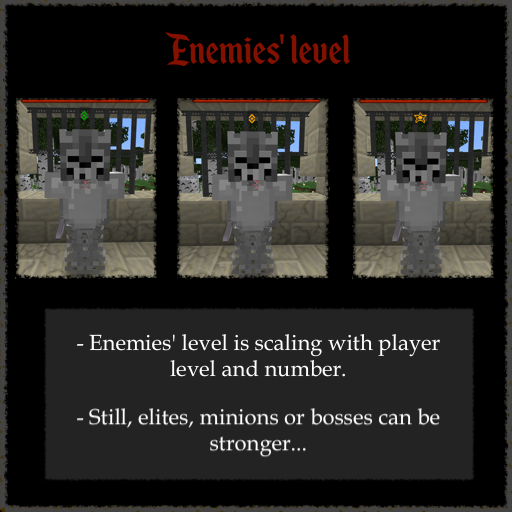 Enemies' level
- Enemies' level is scaling with player
level and number.
- Still, elites, minions or bosses can be
stronger...